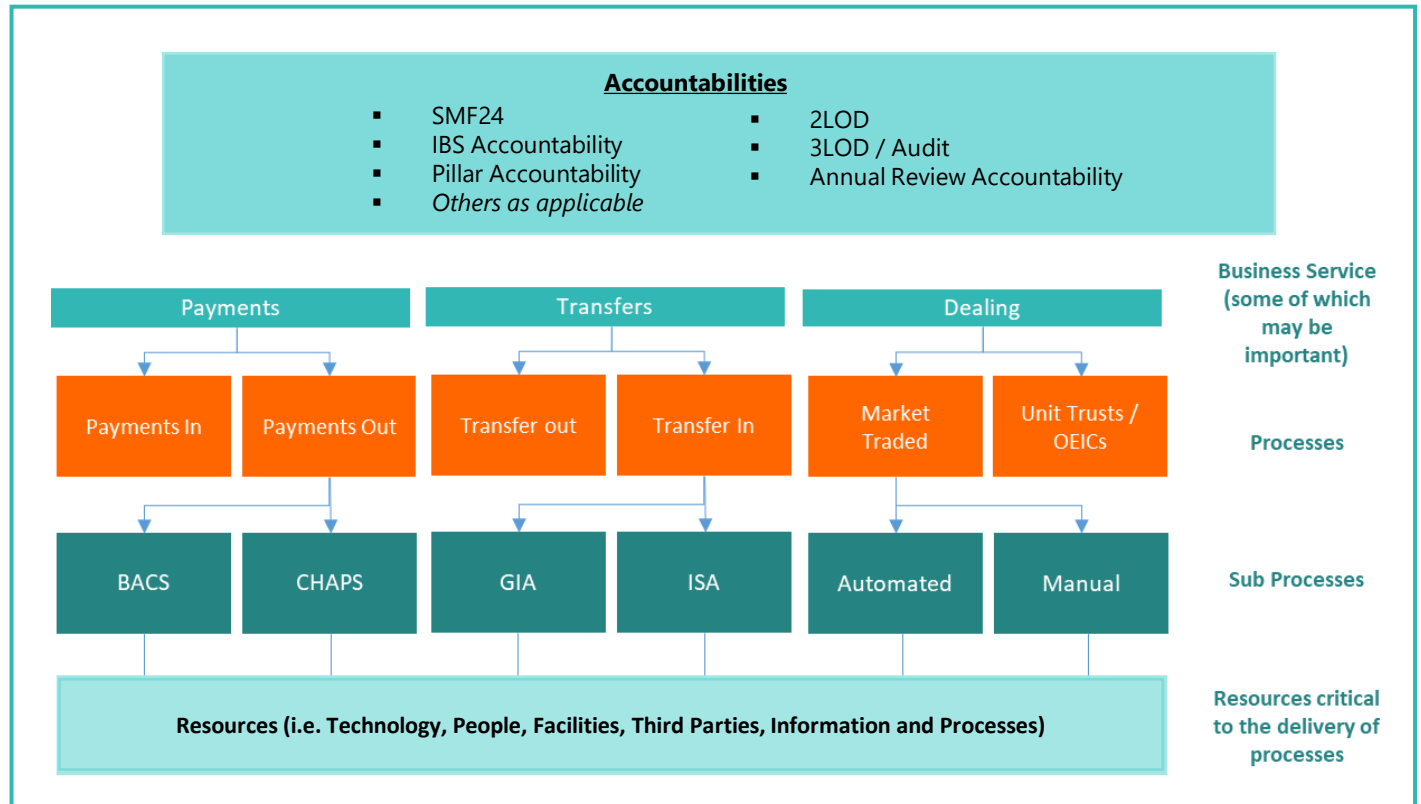 Accountabilities
▪ SMF24
▪ IBS Accountability
▪ Pillar Accountability
▪ Others as applicable
▪ 2LOD
▪ 3LOD / Audit
▪ Annual Review Accountability
Business Service
(some of which
may be
important)
Payments
Transfers
Dealing
Payments In
Payments Out
Transfer out
Transfer In
Market
Traded
Unit Trusts /
OEICs
Processes
BACS
CHAPS
GIA
ISA
Automated
Manual
Sub Processes
Resources (i.e. Technology, People, Facilities, Third Parties, Information and Processes)
Resources critical
to the delivery of
processes